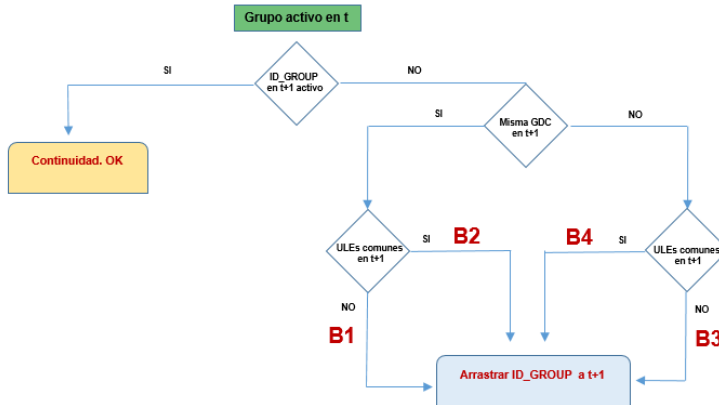 Grupo activo en t
SI
ID_GROUP
en t+1 activo
NO
Continuidad. OK
SI
Misma GDC
en t+1
NO
ULEs comunes
en t+1
SI
B2
B4
SI
ULEs comunes
en t+1
NO
B1
NO
B3
Arrastrar ID_GROUP a t+1